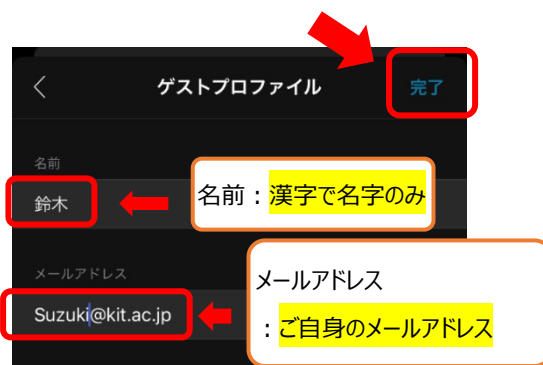 ゲストプロファイル
完了
名前
鈴木
名前：漢字で名字のみ
メールアドレス
Suzuki@kit.ac.jp
メールアドレス
：ご自身のメールアドレス